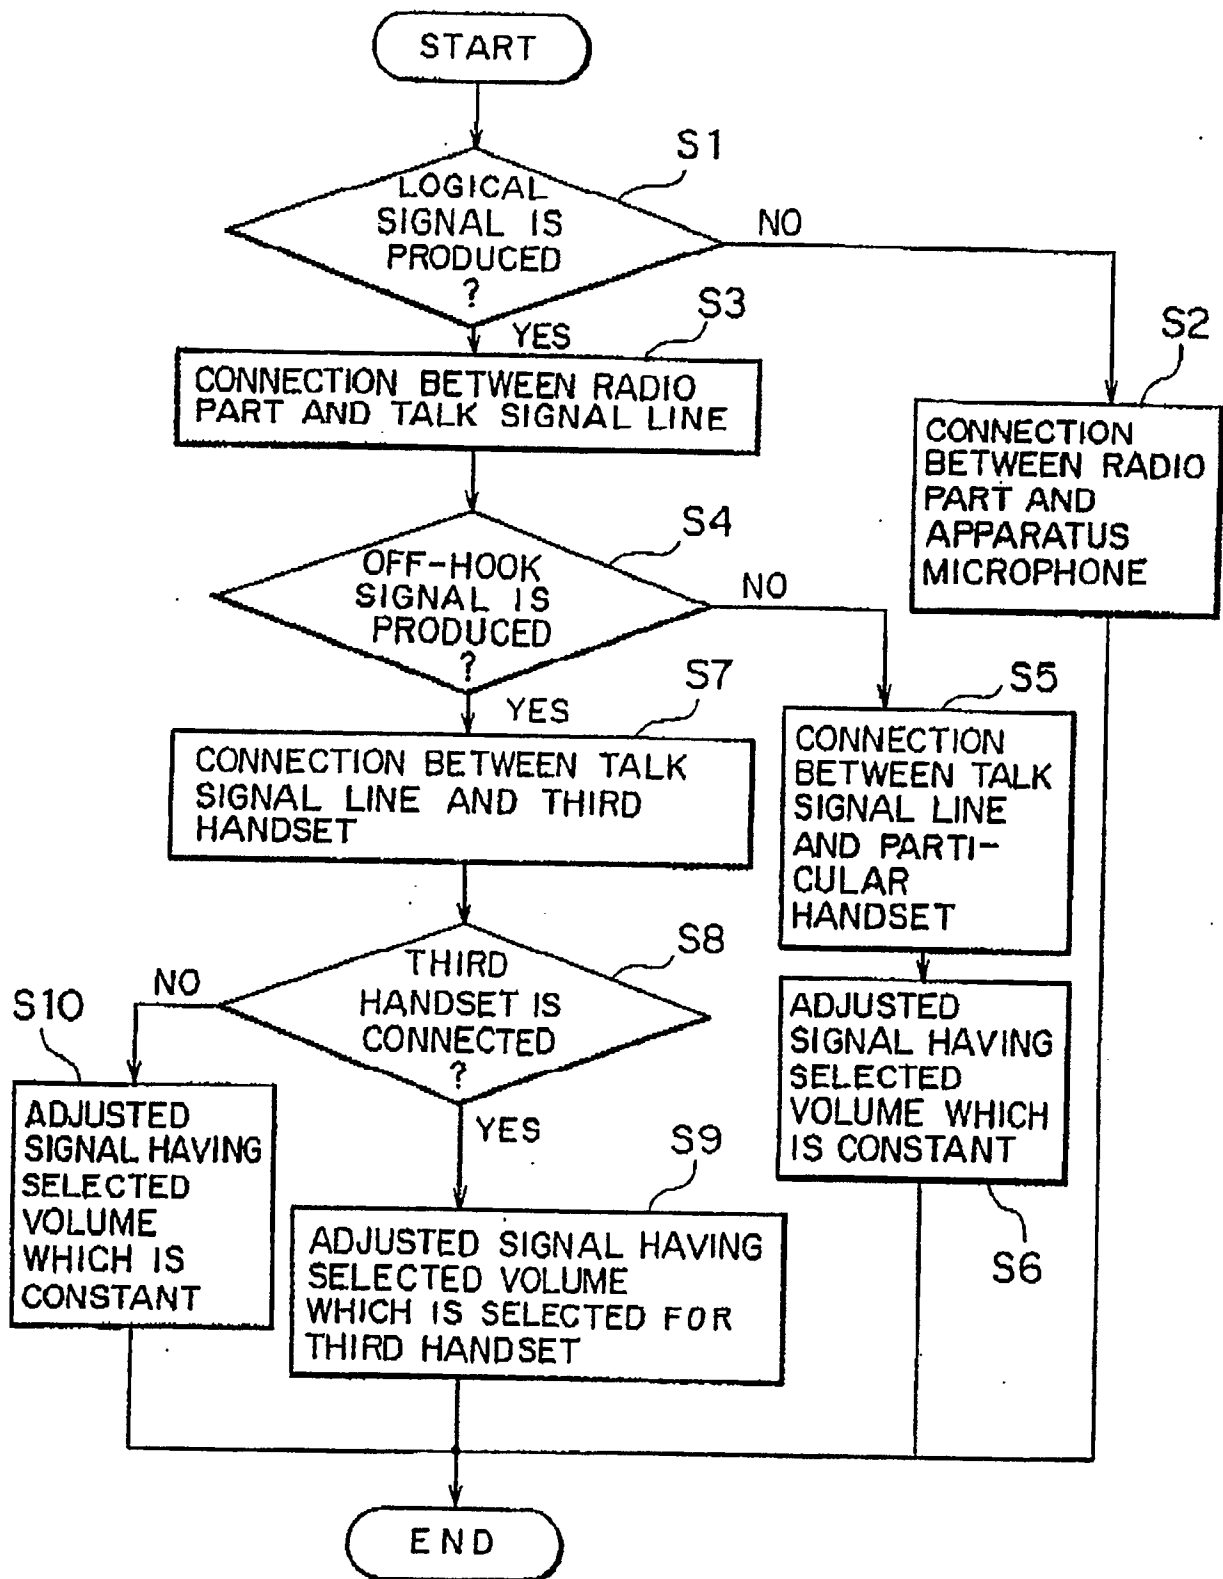 START
S1
LOGICAL
SIGNAL IS
PRODUCED
?
NO
YES
S3
S2
CONNECTION BETWEEN RADIO
PART AND TALK SIGNAL LINE
CONNECTION
BETWEEN RADIO
PART AND
APPARATUS
MICROPHONE
S4
OFF-HOOK
SIGNAL IS
PRODUCED
?
NO
YES
S7
S5
CONNECTION BETWEEN TALK
SIGNAL LINE AND THIRD
HANDSET
CONNECTION
BETWEEN TALK
SIGNAL LINE
AND PARTI-
CULAR
HANDSET
S8
THIRD
HANDSET IS
CONNECTED
?
NO
YES
S10
ADJUSTED
SIGNAL HAVING
SELECTED
VOLUME
WHICH IS
CONSTANT
S9
ADJUSTED SIGNAL HAVING
SELECTED VOLUME
WHICH IS SELECTED FOR
THIRD HANDSET
ADJUSTED
SIGNAL HAVING
SELECTED
VOLUME WHICH
IS CONSTANT
S6
END